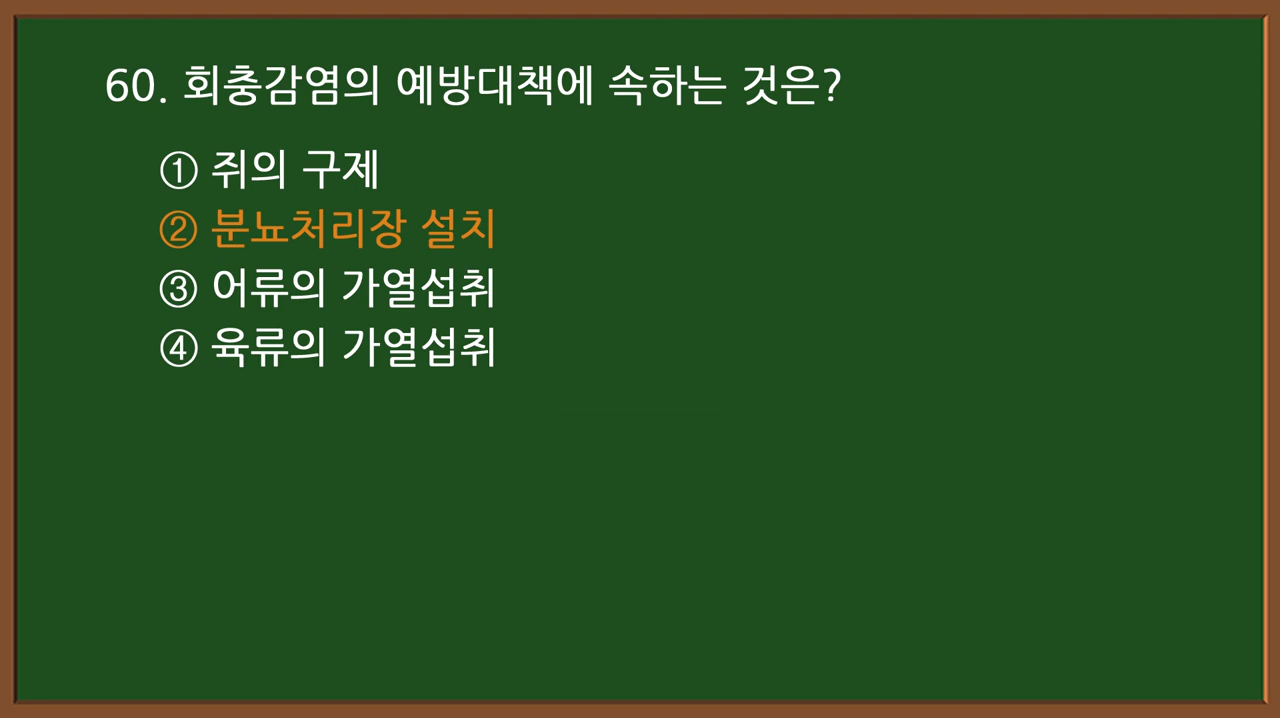 60. 회충감염의 예방대책에 속하는 것은?
① 쥐의 구제
② 분뇨처리장 설치
③ 어류의 가열섭취
④ 육류의 가열섭취